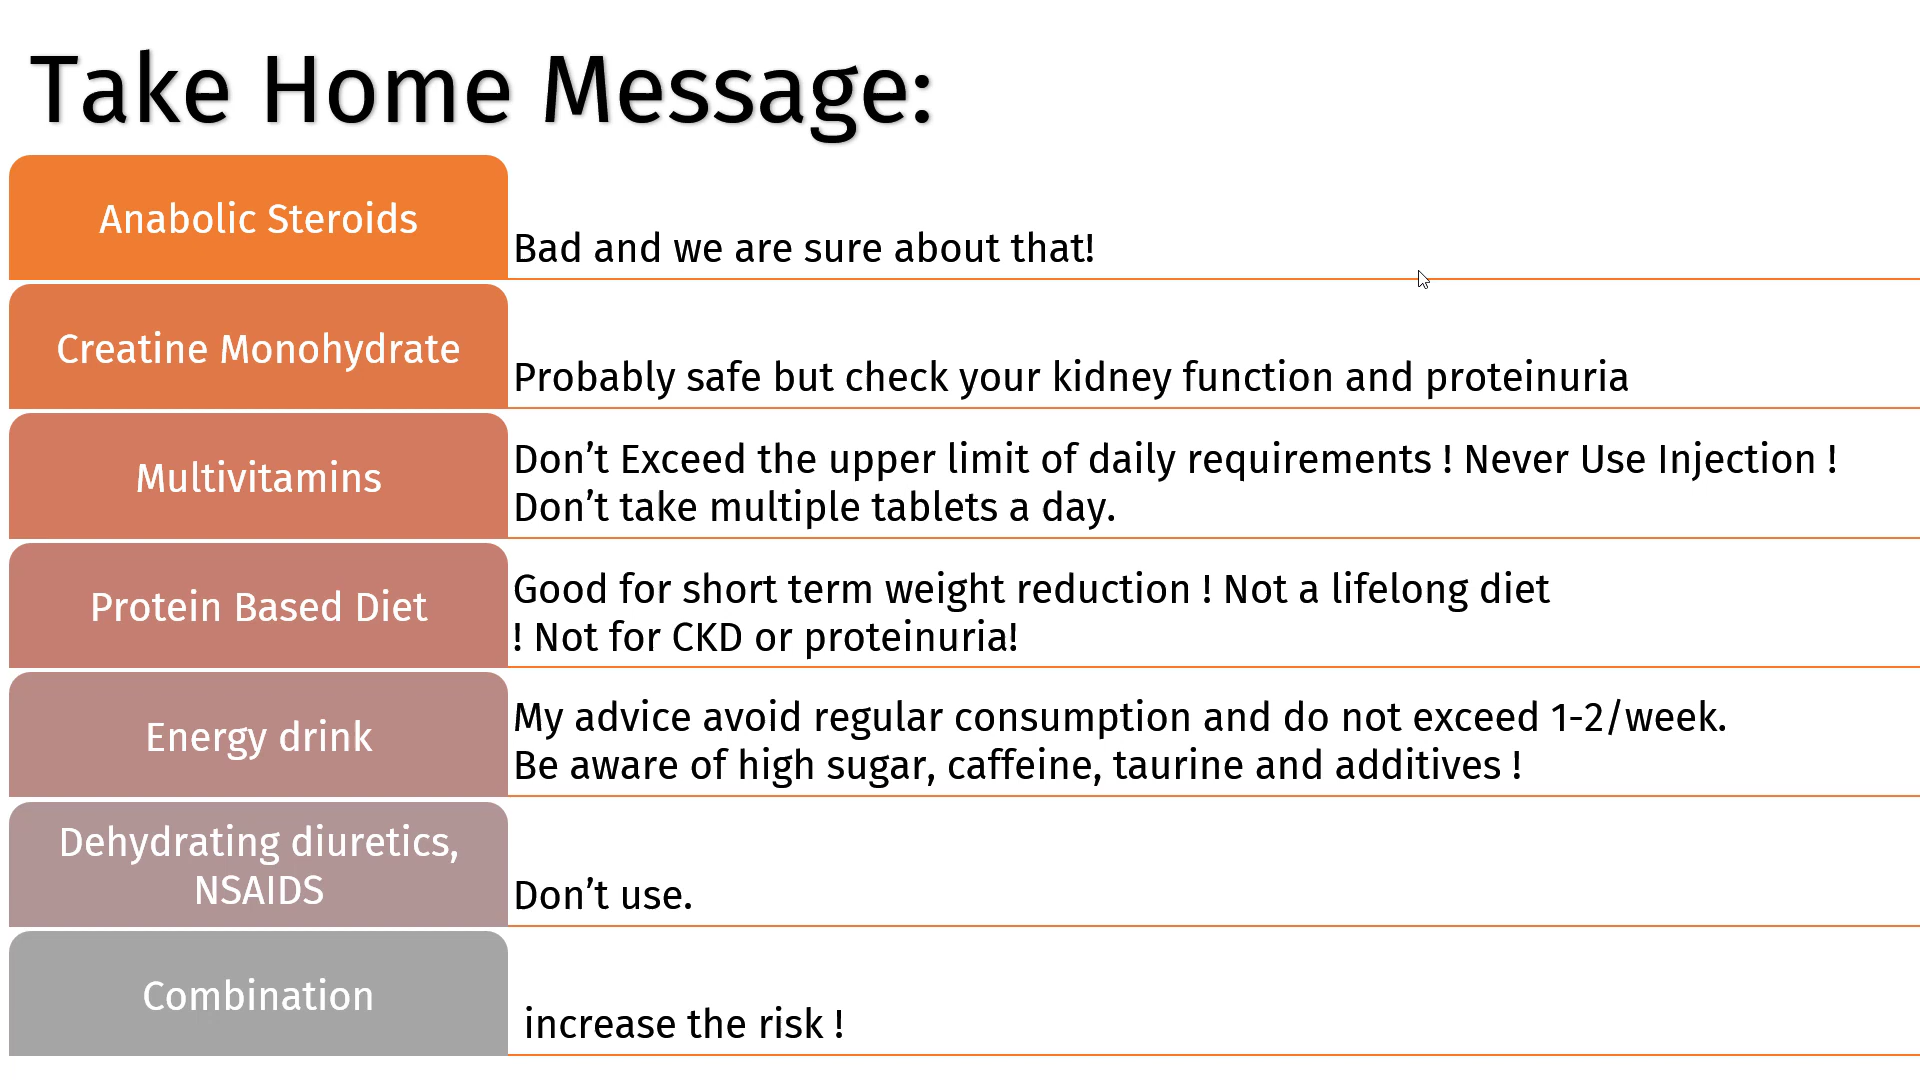 Take Home Message:
Anabolic Steroids
Bad and we are sure about that!
Creatine Monohydrate
Probably safe but check your kidney function and proteinuria
Multivitamins
Don’t Exceed the upper limit of daily requirements ! Never Use Injection !
Don’t take multiple tablets a day.
Protein Based Diet
Good for short term weight reduction ! Not a lifelong diet
! Not for CKD or proteinuria!
Energy drink
My advice avoid regular consumption and do not exceed 1-2/week.
Be aware of high sugar, caffeine, taurine and additives !
Dehydrating diuretics,
NSAIDS
Don’t use.
Combination
increase the risk !